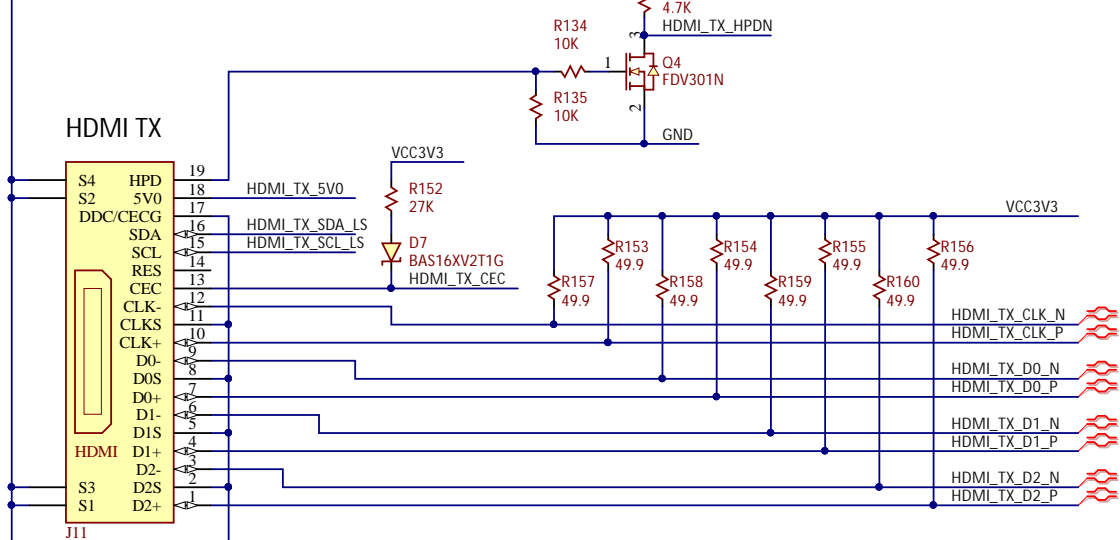 4.7K
HDMI_TX_HPDN
R134
10K
3
1
Q4
FDV301N
R135
10K
2
GND
HDMI TX
VCC3V3
S4 HPD 19
S2 5V0 18 HDMI_TX_5V0
R152
27K
DDC/CECG 17
SDA 16 HDMI_TX_SDA_LS
SCL 15 HDMI_TX_SCL_LS
D7
BAS16XV2T1G
RES 14
CEC 13 HDMI_TX_CEC
VCC3V3
R153
49.9
R154
49.9
R155
49.9
R156
49.9
R157
49.9
R158
49.9
R159
49.9
R160
49.9
CLK- 12
CLKS 11 HDMI_TX_CLK_N
CLK+ 10 HDMI_TX_CLK_P
D0- 9
D0S 8 HDMI_TX_D0_N
D0+ 7 HDMI_TX_D0_P
D1- 6
D1S 5 HDMI_TX_D1_N
HDMI D1+ 4 HDMI_TX_D1_P
D2- 3
S3 D2S 2 HDMI_TX_D2_N
S1 D2+ 1 HDMI_TX_D2_P
J11